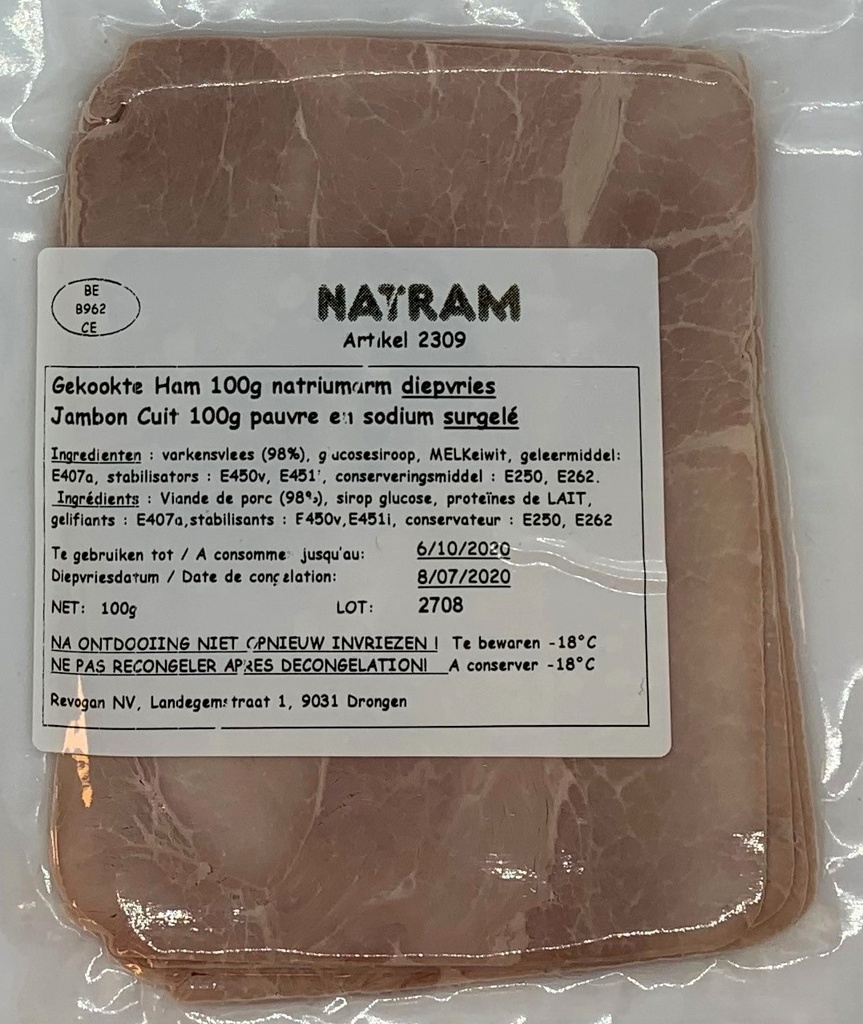 BE
B962
CE
NATRAM
Artikel 2309
Gekookte Ham 100g natriumarm diepvries
Jambon Cuit 100g pauvre en sodium surgelé
Ingredienten : varkensvlees (98%), glucosesiroop, MELKeiwit, geleermiddel:
E407a, stabilisators : E450v, E451i, conserveringsmiddel : E250, E262.
Ingrédients : Viande de porc (98%), sirop glucose, proteïnes de LAIT,
gelifiants : E407a,stabilisants : E450v,E451i, conservateur : E250, E262
Te gebruiken tot / A consommer jusqu'au: 6/10/2020
Diepvriesdatum / Date de congelation: 8/07/2020
NET: 100g LOT: 2708
NA ONTDOOIING NIET OPNIEUW INVRIEZEN ! Te bewaren -18°C
NE PAS RECONGELER APRES DECONGELATION! A conserver -18°C
Revogan NV, Landegemstraat 1, 9031 Drongen